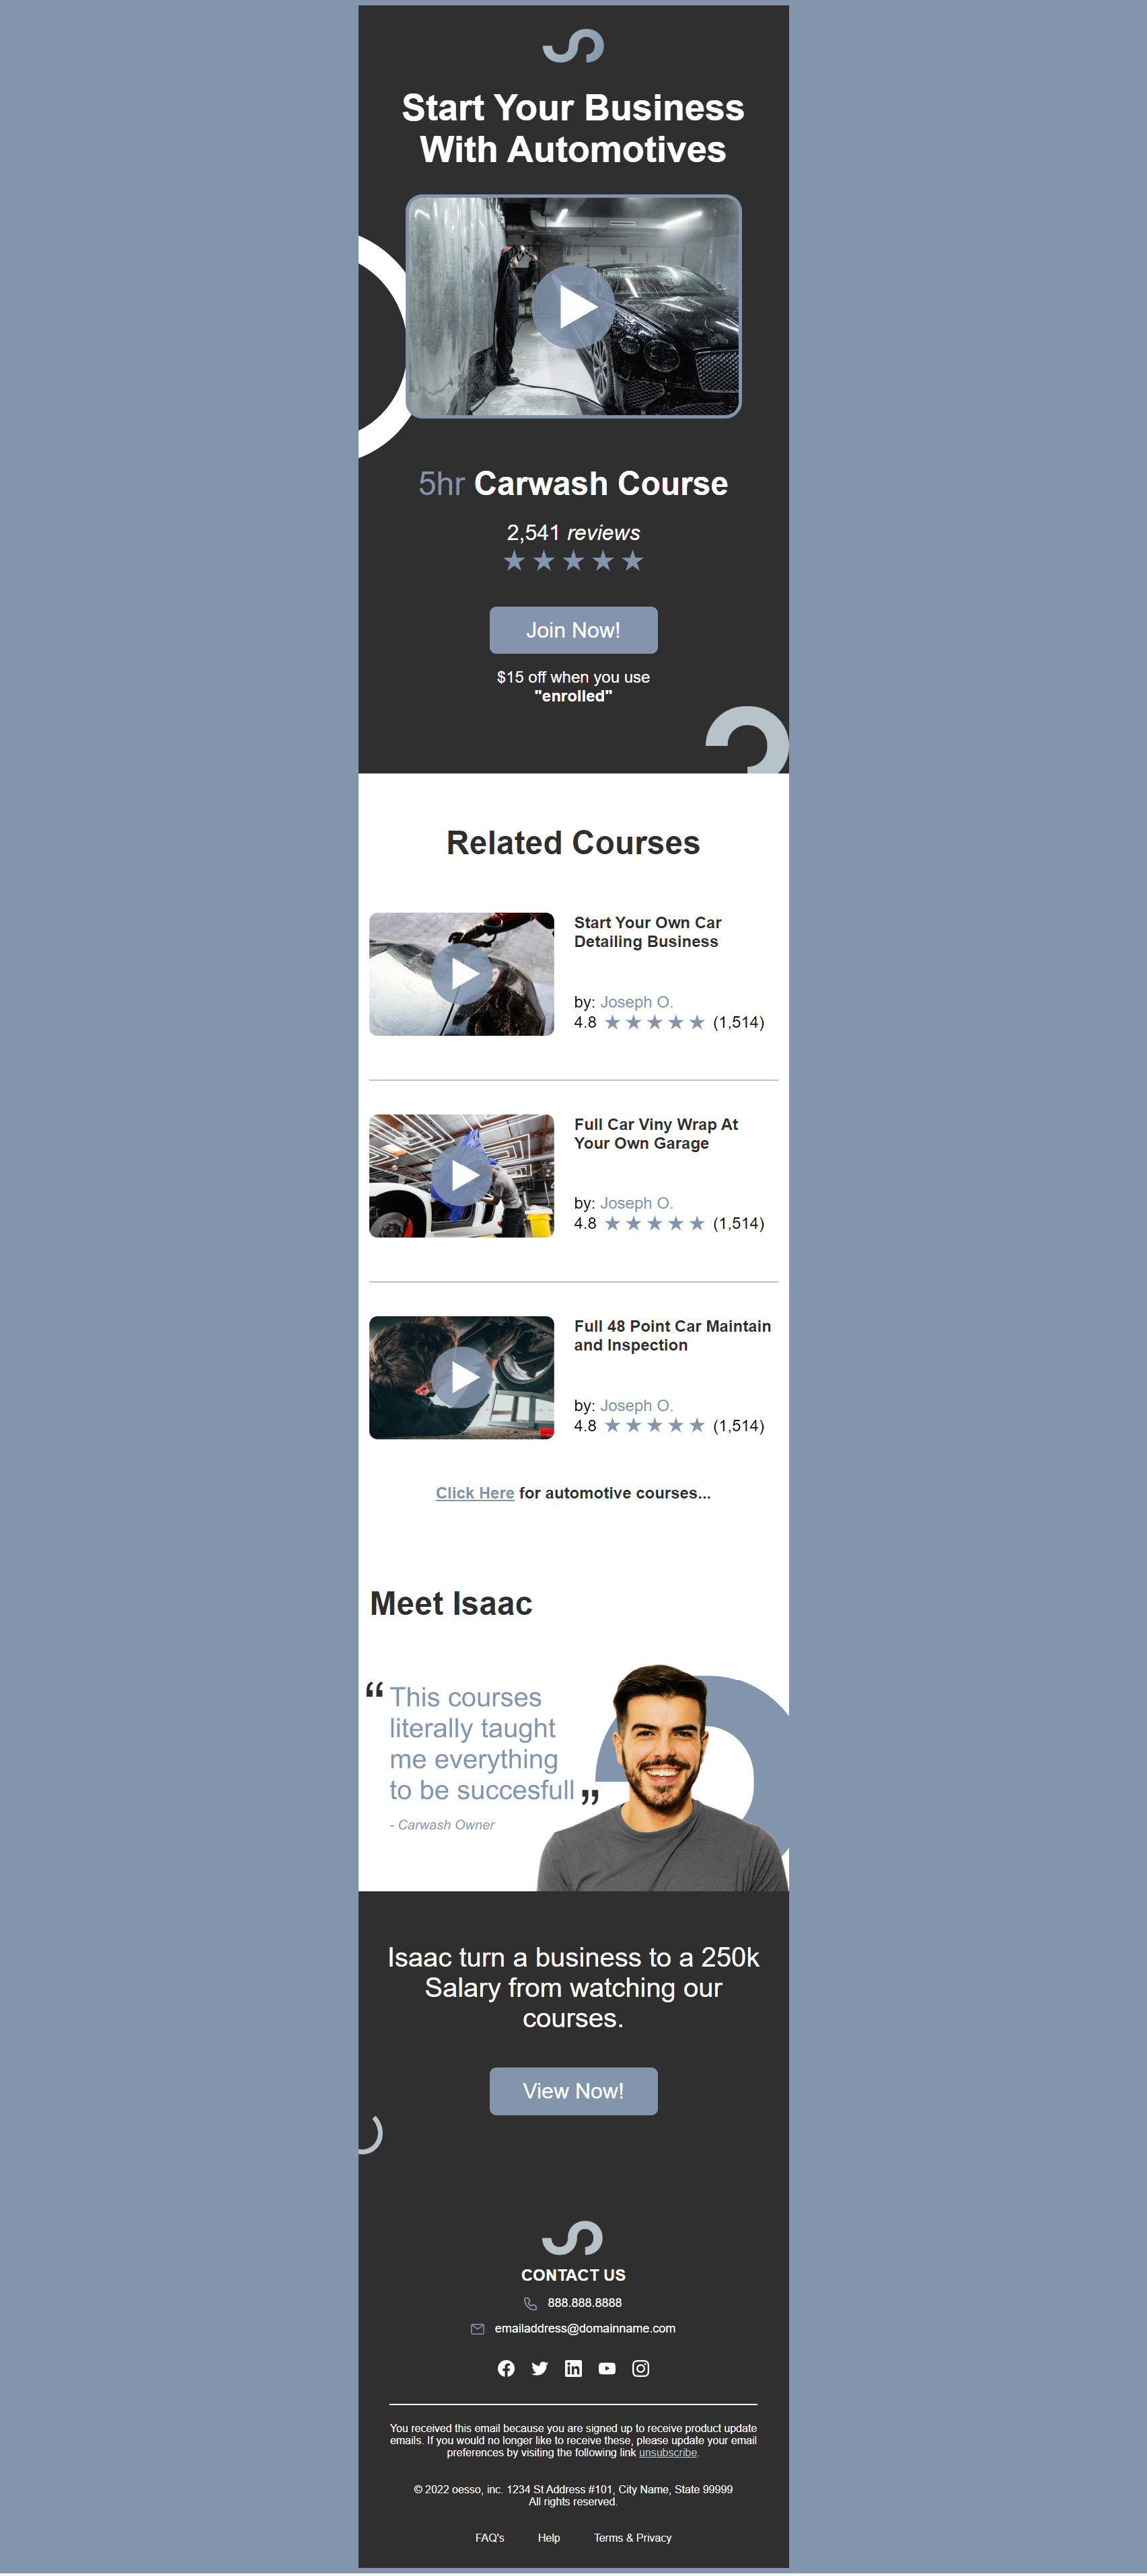 Start Your Business
With Automotives
5hr Carwash Course
2,541 reviews
Join Now!
$15 off when you use
"enrolled"
Related Courses
Start Your Own Car
Detailing Business
by: Joseph O.
4.8 ★ ★ ★ ★ ★ (1,514)
Full Car Viny Wrap At
Your Own Garage
by: Joseph O.
4.8 ★ ★ ★ ★ ★ (1,514)
Full 48 Point Car Maintain
and Inspection
by: Joseph O.
4.8 ★ ★ ★ ★ ★ (1,514)
Click Here for automotive courses...
Meet Isaac
“This courses
literally taught
me everything
to be succesfull”
- Carwash Owner
Isaac turn a business to a 250k
Salary from watching our
courses.
View Now!
CONTACT US
888.888.8888
emailaddress@domainname.com
You received this email because you are signed up to receive product update
emails. If you would no longer like to receive these, please update your email
preferences by visiting the following link unsubscribe.
© 2022 oesso, inc. 1234 St Address #101, City Name, State 99999
All rights reserved.
FAQ's Help Terms & Privacy